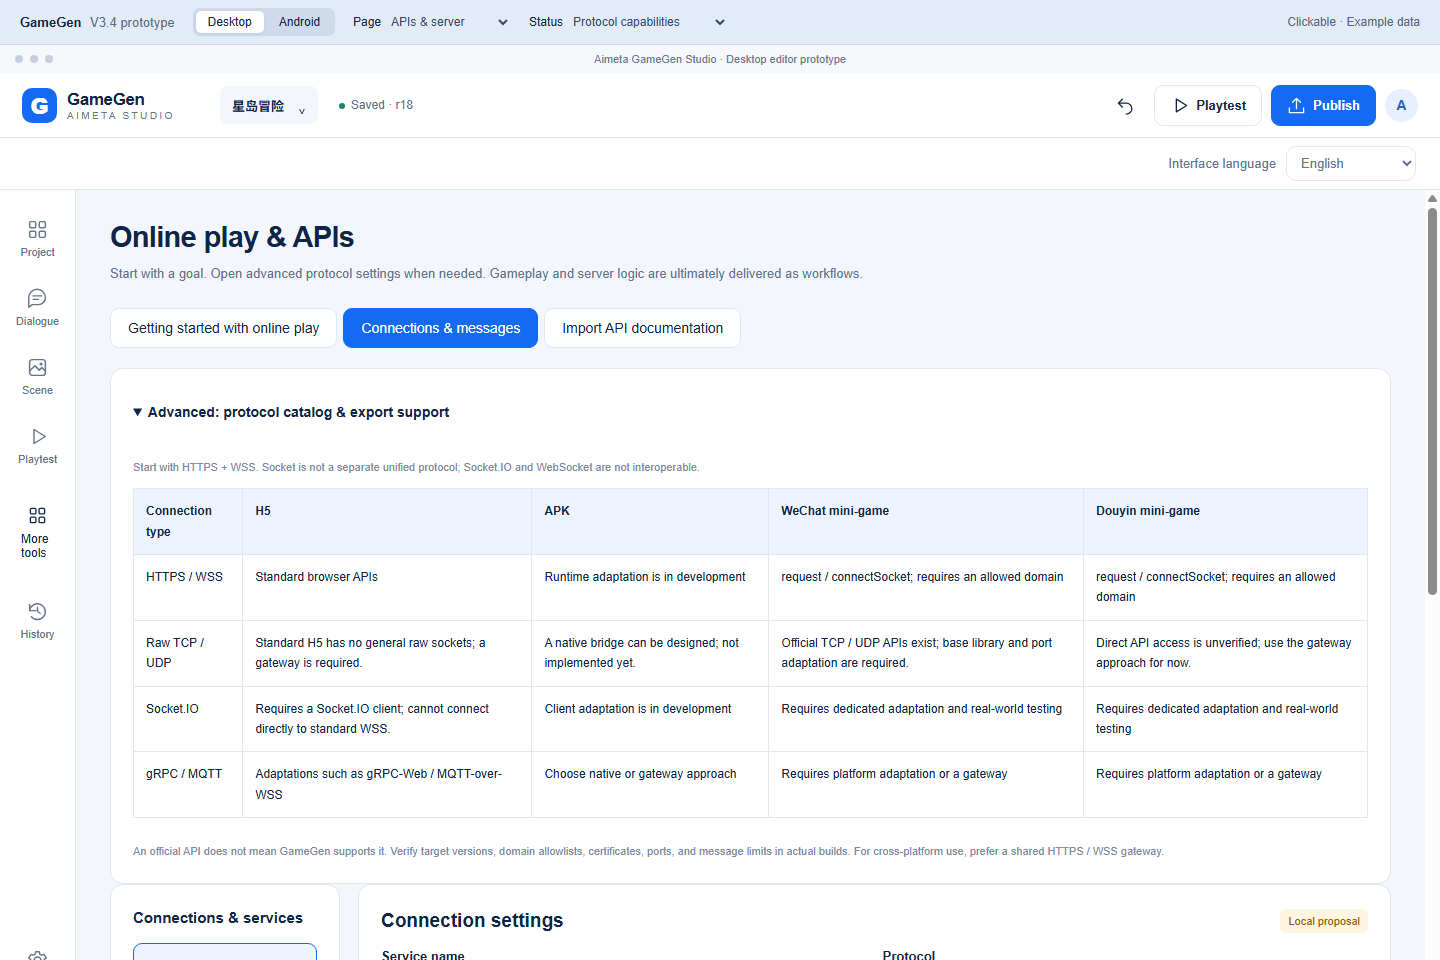 GameGen V3.4 prototype Desktop Android Page APIs & server Status Protocol capabilities Clickable · Example data
Aimeta GameGen Studio · Desktop editor prototype
G GameGen
AIMETA STUDIO
星岛冒险
Saved · r18
Playtest
Publish
A
Interface language English
Project
Dialogue
Scene
Playtest
More
tools
History
Online play & APIs
Start with a goal. Open advanced protocol settings when needed. Gameplay and server logic are ultimately delivered as workflows.
Getting started with online play Connections & messages Import API documentation
Advanced: protocol catalog & export support
Start with HTTPS + WSS. Socket is not a separate unified protocol; Socket.IO and WebSocket are not interoperable.
Connection
type
H5
APK
WeChat mini-game
Douyin mini-game
HTTPS / WSS
Standard browser APIs
Runtime adaptation is in development
request / connectSocket; requires an allowed domain
request / connectSocket; requires an allowed
domain
Raw TCP /
UDP
Standard H5 has no general raw sockets; a
gateway is required.
A native bridge can be designed; not
implemented yet.
Official TCP / UDP APIs exist; base library and port
adaptation are required.
Direct API access is unverified; use the gateway
approach for now.
Socket.IO
Requires a Socket.IO client; cannot connect
directly to standard WSS.
Client adaptation is in development
Requires dedicated adaptation and real-world testing
Requires dedicated adaptation and real-world
testing
gRPC / MQTT
Adaptations such as gRPC-Web / MQTT-over-
WSS
Choose native or gateway approach
Requires platform adaptation or a gateway
Requires platform adaptation or a gateway
An official API does not mean GameGen supports it. Verify target versions, domain allowlists, certificates, ports, and message limits in actual builds. For cross-platform use, prefer a shared HTTPS / WSS gateway.
Connections & services
Connection settings
Local proposal
Service name
Protocol